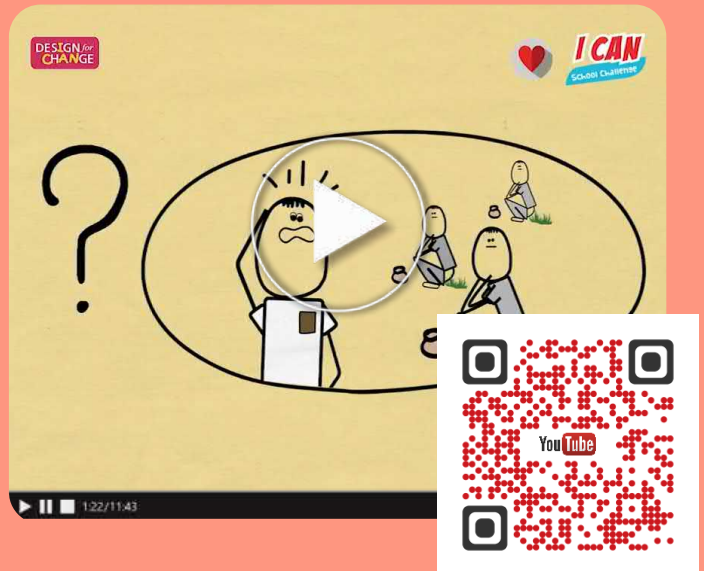 DESIGN for
CHANGE
I CAN
School Challenge
?
1:22/11:43
YouTube